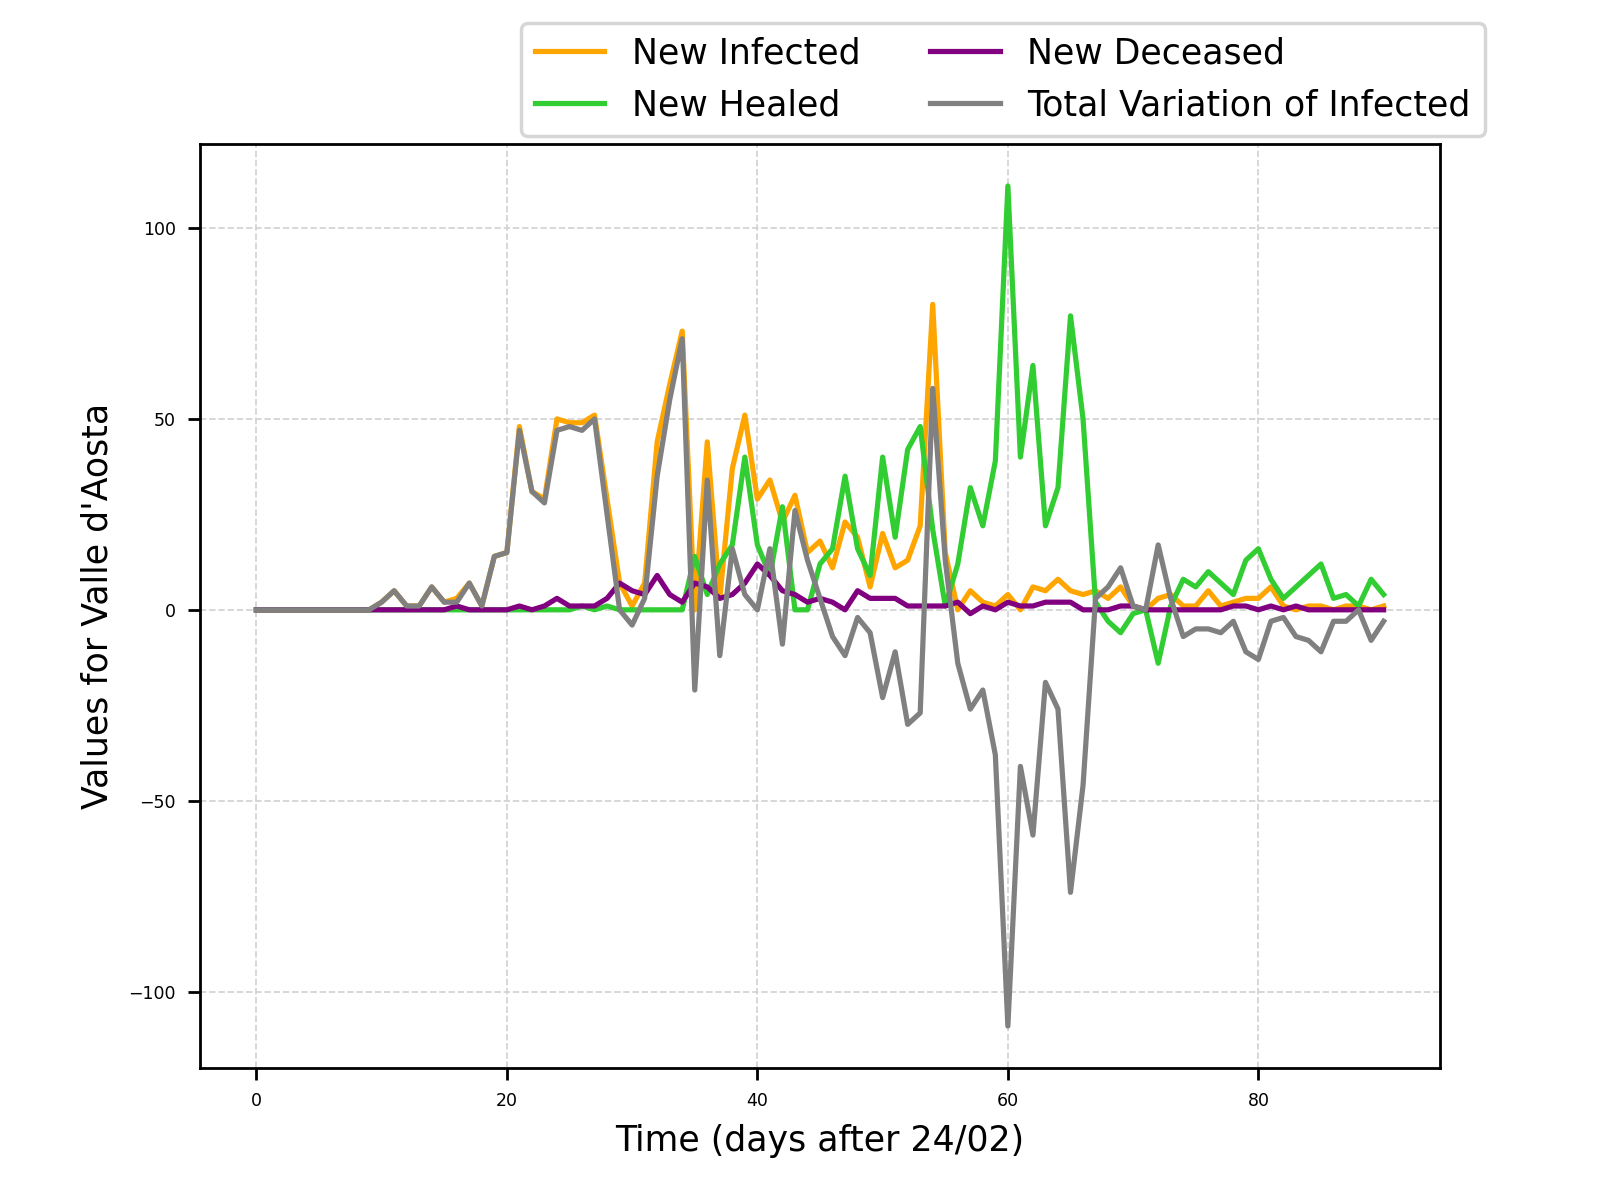 New Infected
New Healed
New Deceased
Total Variation of Infected
Values for Valle d'Aosta
100
50
0
−50
−100
0 20 40 60 80
Time (days after 24/02)